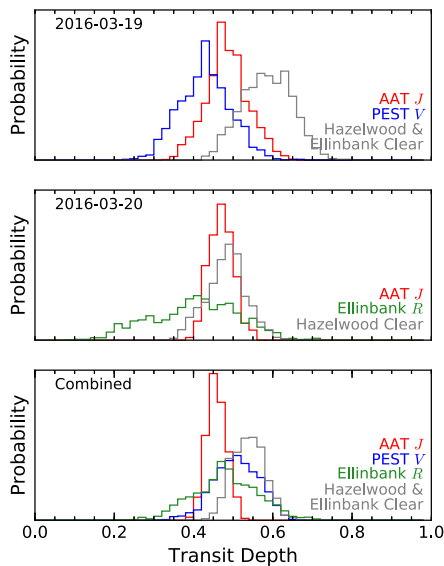 2016-03-19
Probability
AAT J
PEST V
Hazelwood &
Ellinbank Clear
2016-03-20
Probability
AAT J
Ellinbank R
Hazelwood Clear
Combined
Probability
AAT J
PEST V
Ellinbank R
Hazelwood &
Ellinbank Clear
0.0 0.2 0.4 0.6 0.8 1.0
Transit Depth